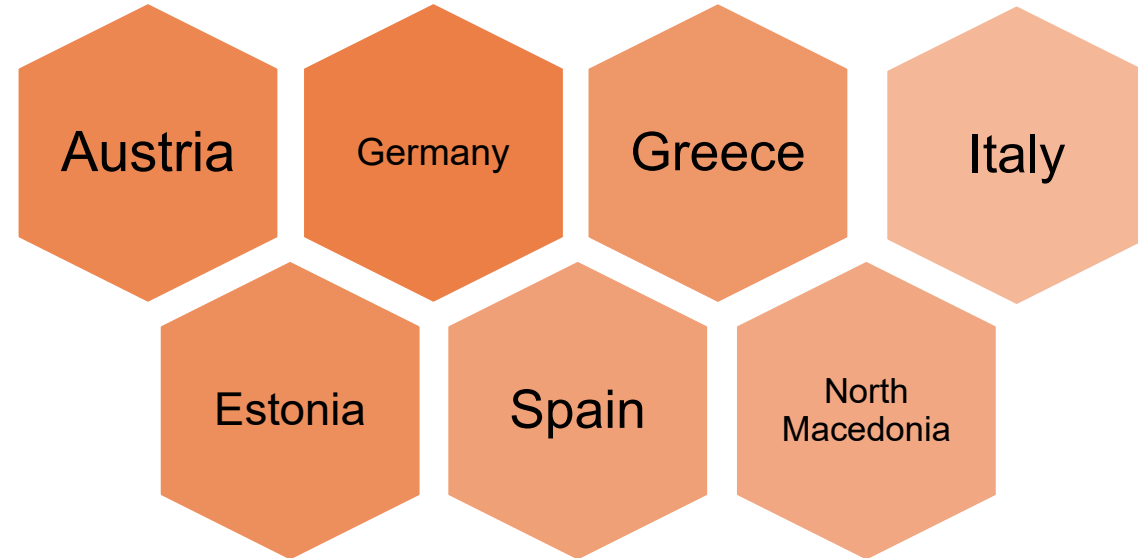 Austria
Germany
Greece
Italy
Estonia
Spain
North
Macedonia